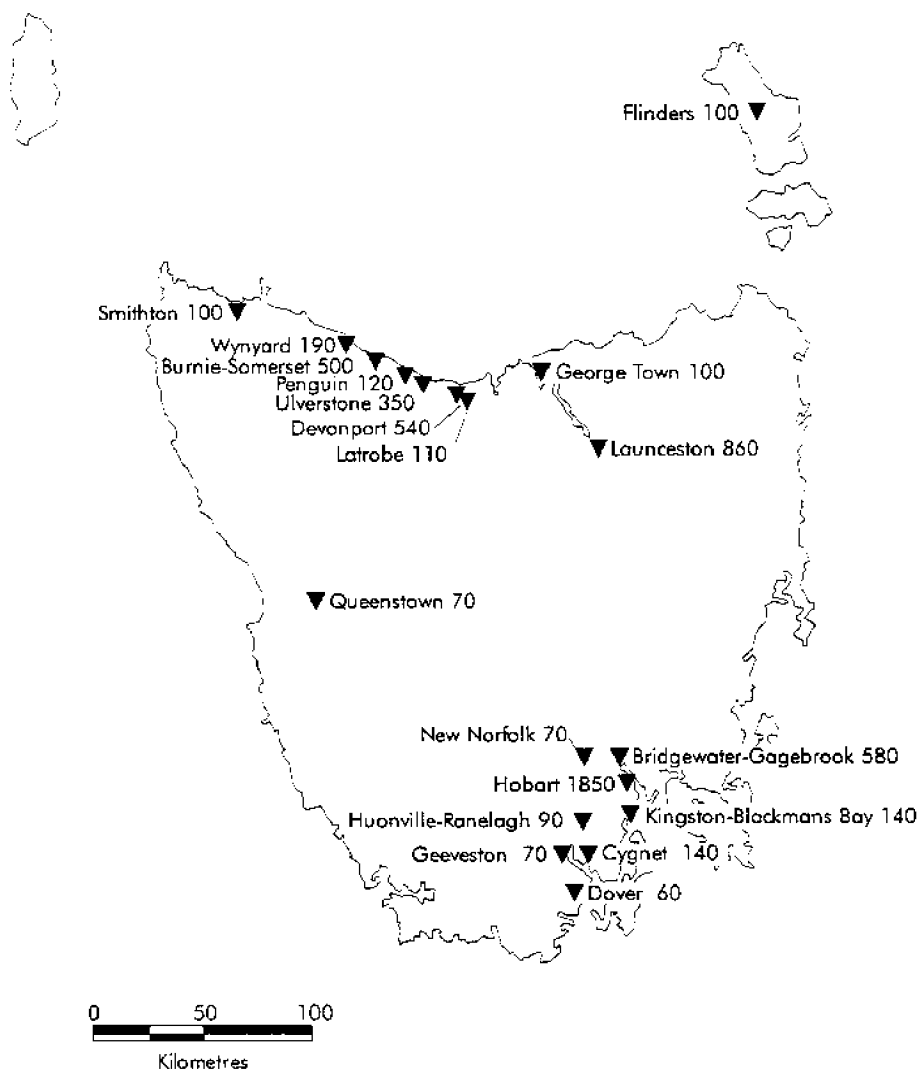 Flinders 100
Smithton 100
Wynyard 190
Burnie-Somerset 500
Penguin 120
Ulverstone 350
Devonport 540
Latrobe 110
George Town 100
Launceston 860
Queenstown 70
New Norfolk 70
Bridgewater-Gagebrook 580
Hobart 1850
Kingston-Blackmans Bay 140
Huonville-Ranelagh 90
Geeveston 70
Cygnet 140
Dover 60
0 50 100
Kilometres